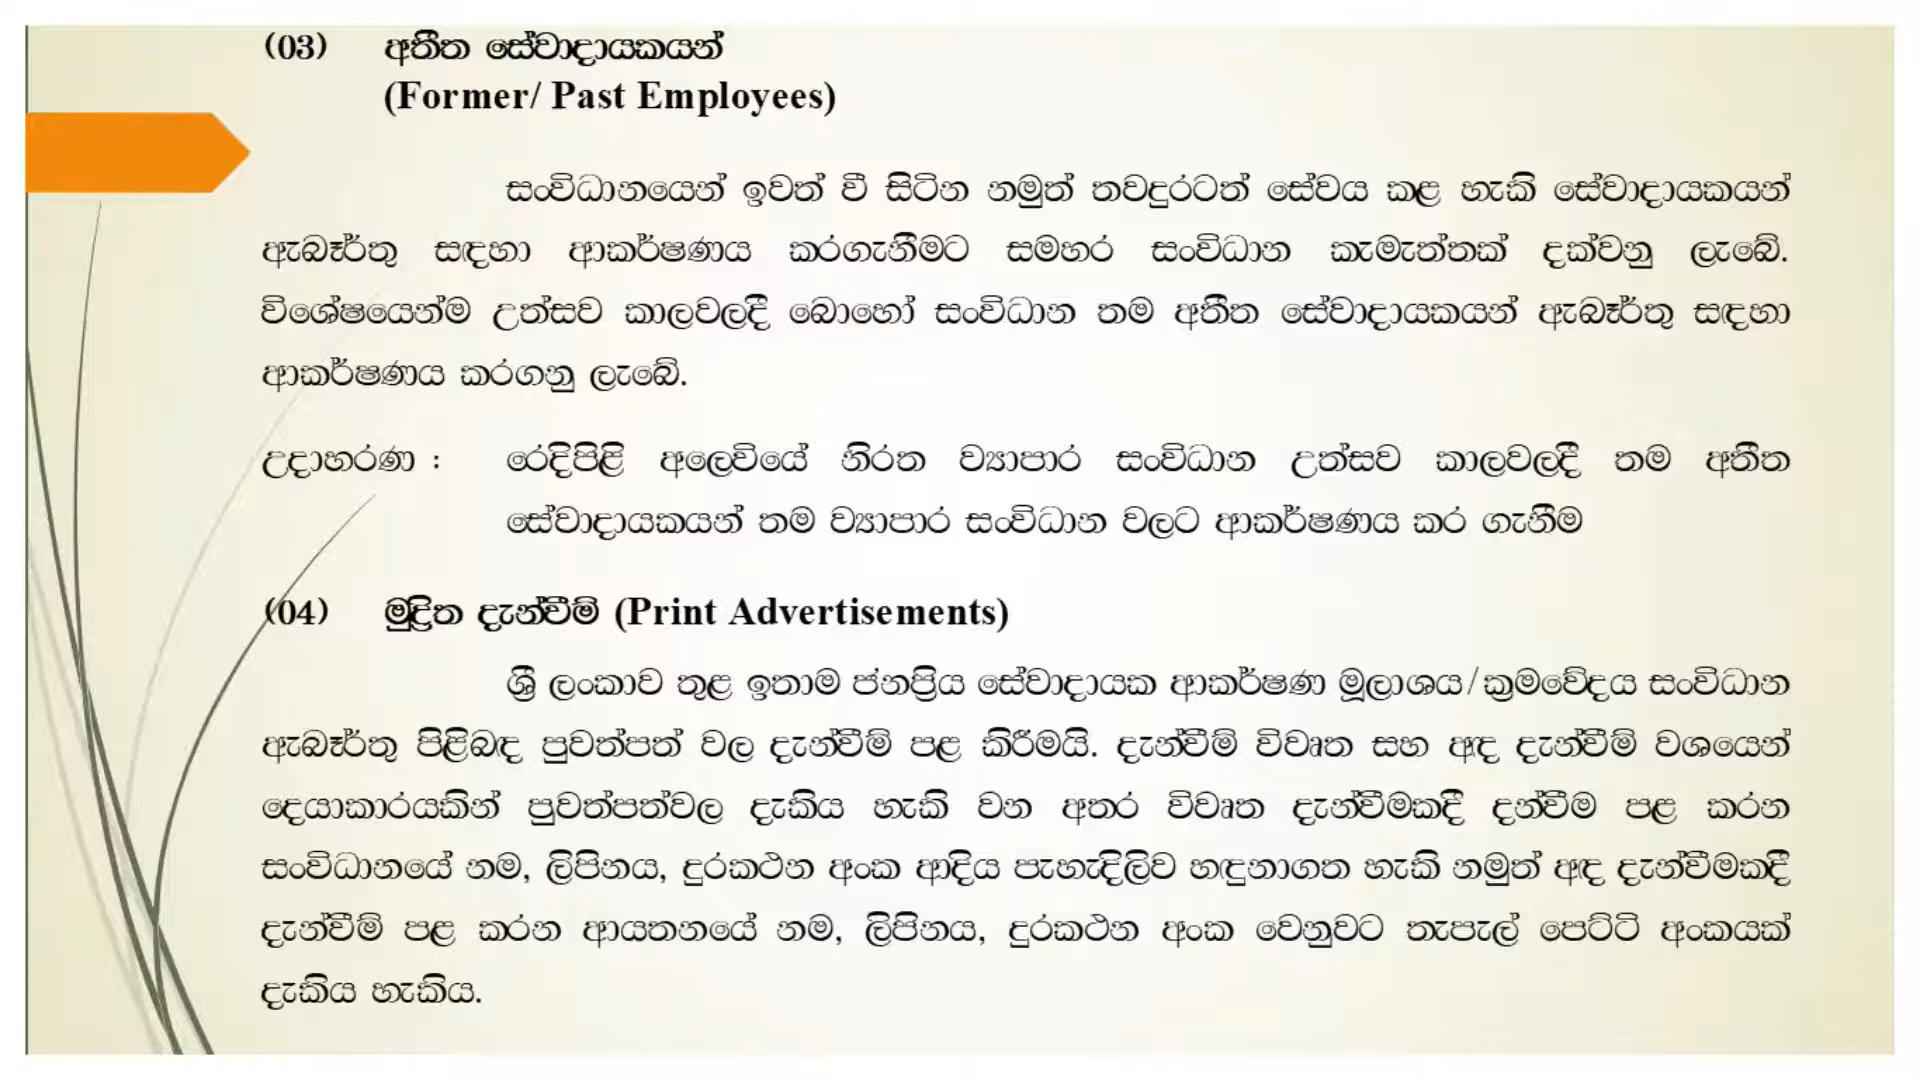 (03) අතීත සේවාදායකයන්
(Former/ Past Employees)
සංවිධානයෙන් ඉවත් වී සිටින නමුත් තවදුරටත් සේවය කළ හැකි සේවාදායකයන්
ඇබෑර්තු සඳහා ආකර්ෂණය කරගැනීමට සමහර සංවිධාන කැමැත්තක් දක්වනු ලැබේ.
විශේෂයෙන්ම උත්සව කාලවලදී බොහෝ සංවිධාන තම අතීත සේවාදායකයන් ඇබෑර්තු සඳහා
ආකර්ෂණය කරගනු ලැබේ.
උදාහරණ : රෙදිපිළි අලෙවියේ නිරත ව්‍යාපාර සංවිධාන උත්සව කාලවලදී තම අතීත
සේවාදායකයන් තම ව්‍යාපාර සංවිධාන වලට ආකර්ෂණය කර ගැනීම
(04) මුද්‍රිත දැන්වීම් (Print Advertisements)
ශ්‍රී ලංකාව තුළ ඉතාම ජනප්‍රිය සේවාදායක ආකර්ෂණ මූලාශය/ක්‍රමවේදය සංවිධාන
ඇබෑර්තු පිළිබඳ පුවත්පත් වල දැන්වීම් පළ කිරීමයි. දැන්වීම් විවෘත සහ අඳ දැන්වීම් වශයෙන්
දෙයාකාරයකින් පුවත්පත්වල දැකිය හැකි වන අතර විවෘත දැන්වීමකදී දන්වීම පළ කරන
සංවිධානයේ නම, ලිපිනය, දුරකථන අංක ආදිය පැහැදිලිව හඳුනාගත හැකි නමුත් අඳ දැන්වීමකදී
දැන්වීම් පළ කරන ආයතනයේ නම, ලිපිනය, දුරකථන අංක වෙනුවට තැපැල් පෙට්ටි අංකයක්
දැකිය හැකිය.